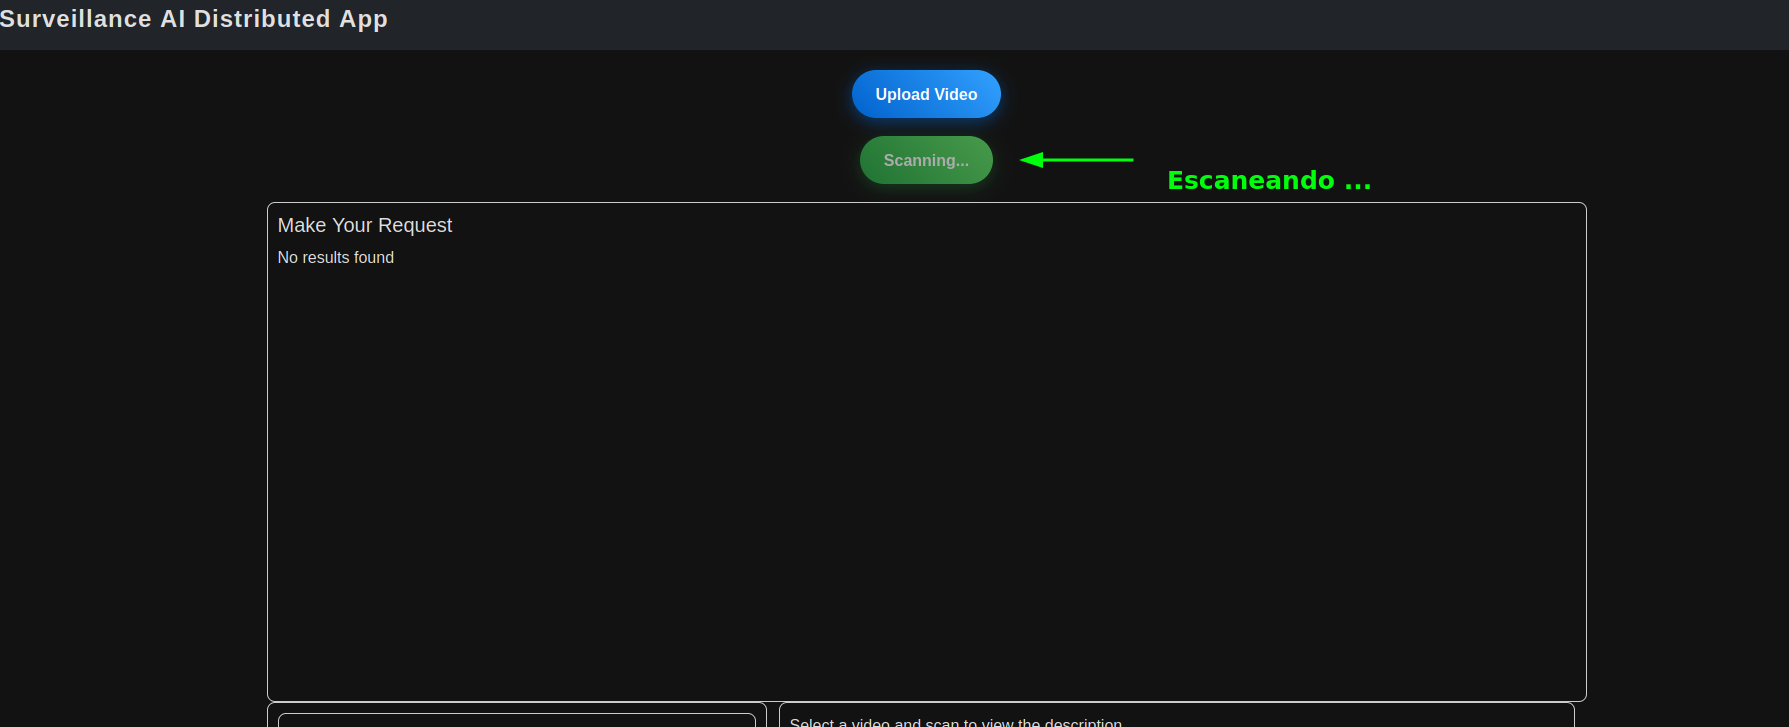 Surveillance AI Distributed App
Upload Video
Scanning...
Escaneando ...
Make Your Request
No results found
Select a video and scan to view the description